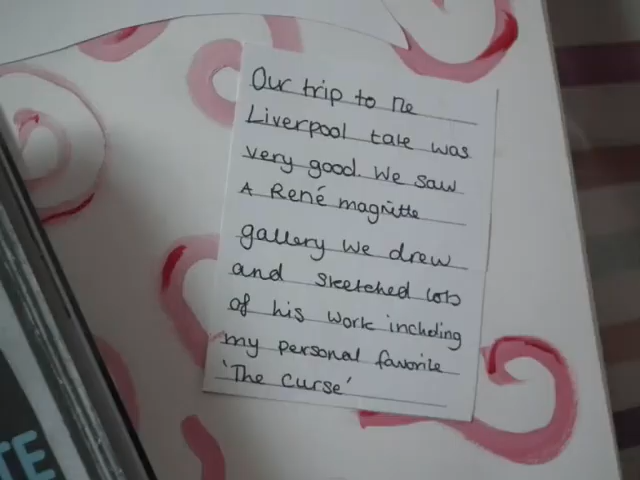 Our trip to The
Liverpool tate was
very good. We saw
A René magritte
gallery we drew
and sketched lots
of his work including
my personal favorite
'The Curse'
TE